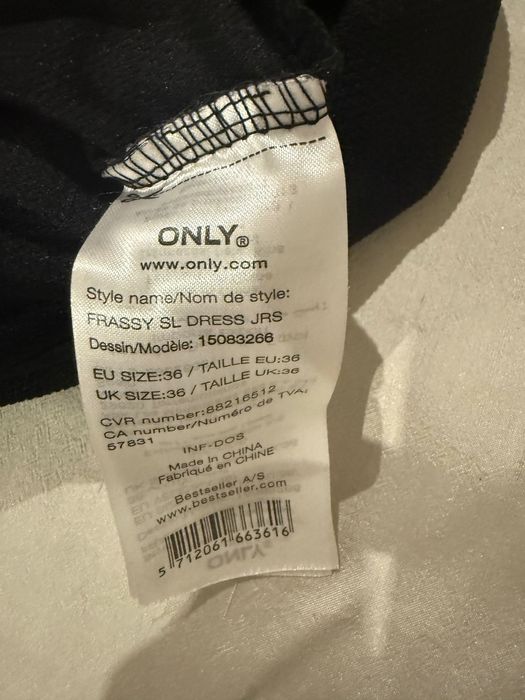 ONLY®
www.only.com
Style name/Nom de style:
FRASSY SL DRESS JRS
Dessin/Modèle: 15083266
EU SIZE:36 / TAILLE EU:36
UK SIZE:36 / TAILLE UK:36
CVR number:88216512
CA number/Numéro de TVA:
57831
INF-DOS
Made in CHINA
Fabriqué en CHINE
Bestseller A/S
www.bestseller.com
5 712061 663616